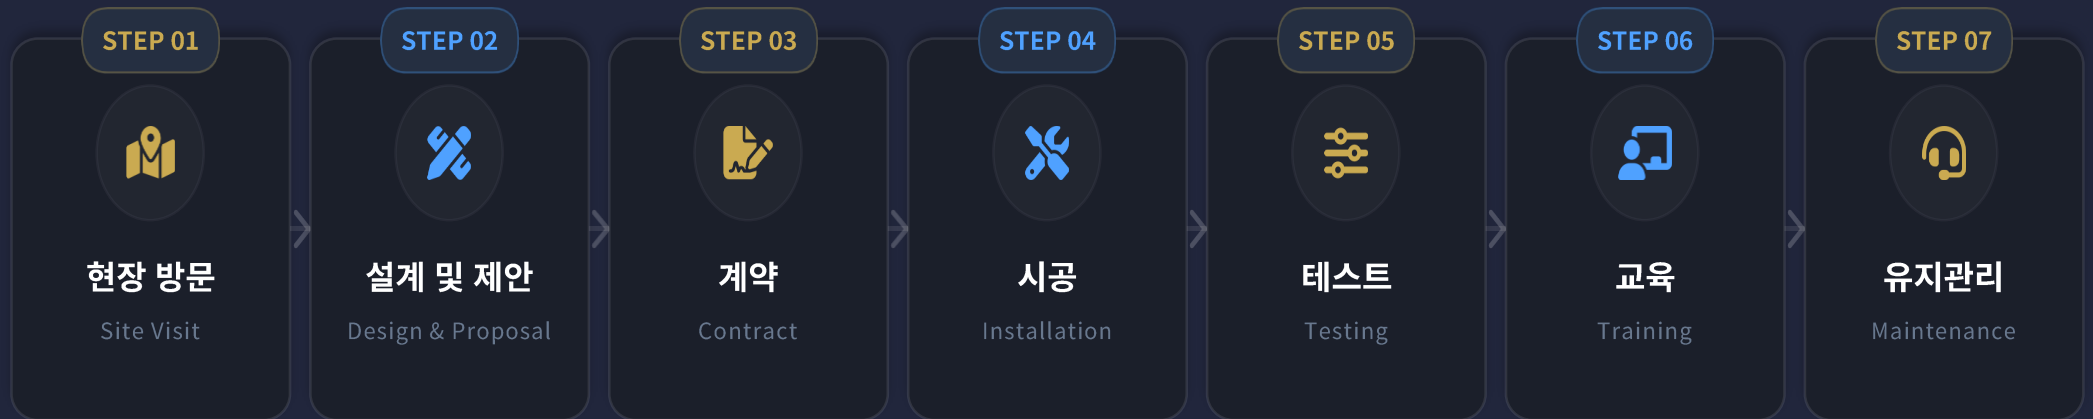 STEP 01
현장 방문
Site Visit
STEP 02
설계 및 제안
Design & Proposal
STEP 03
계약
Contract
STEP 04
시공
Installation
STEP 05
테스트
Testing
STEP 06
교육
Training
STEP 07
유지관리
Maintenance